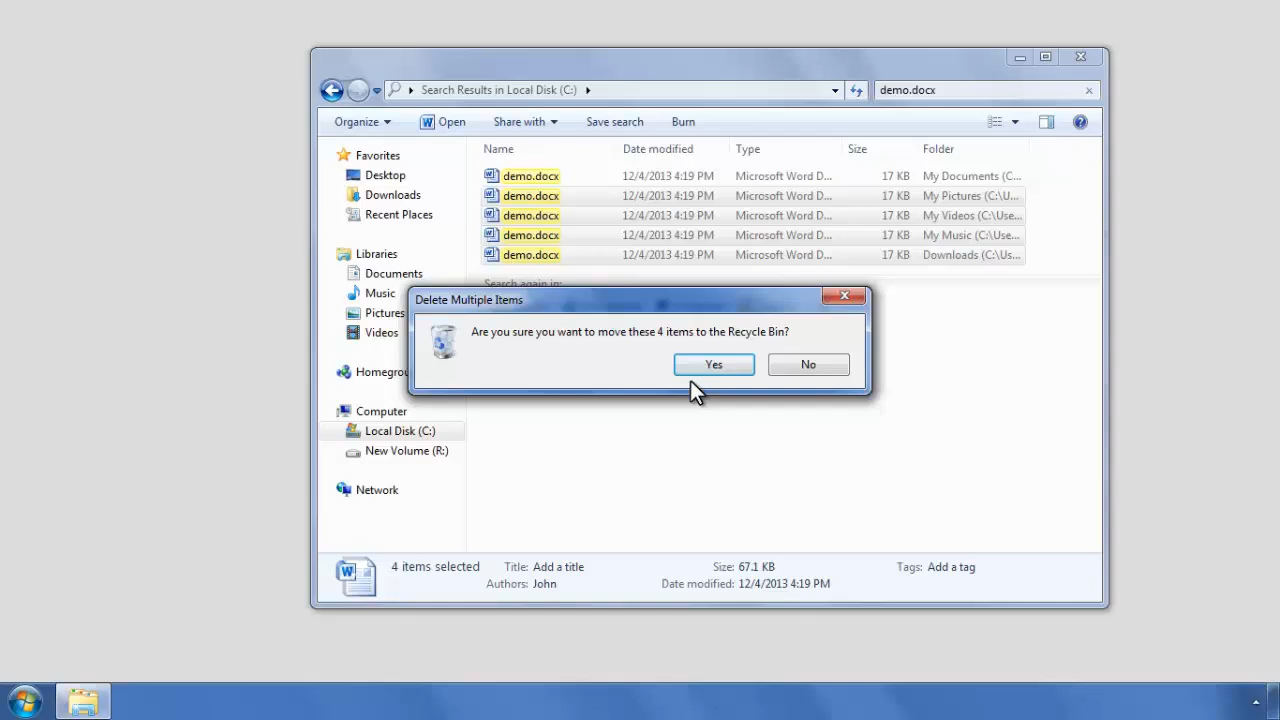 Search Results in Local Disk (C:)
demo.docx
Organize
Open
Share with
Save search
Burn
Name
Date modified
Type
Size
Folder
Favorites
Desktop
Downloads
Recent Places
Libraries
Documents
Music
Pictures
Videos
Homegrou
Computer
Local Disk (C:)
New Volume (R:)
Network
demo.docx 12/4/2013 4:19 PM Microsoft Word D... 17 KB My Documents (C...
demo.docx 12/4/2013 4:19 PM Microsoft Word D... 17 KB My Pictures (C:\U...
demo.docx 12/4/2013 4:19 PM Microsoft Word D... 17 KB My Videos (C:\Use...
demo.docx 12/4/2013 4:19 PM Microsoft Word D... 17 KB My Music (C:\Use...
demo.docx 12/4/2013 4:19 PM Microsoft Word D... 17 KB Downloads (C:\Us...
Search again in:
Delete Multiple Items
Are you sure you want to move these 4 items to the Recycle Bin?
Yes
No
4 items selected
Title: Add a title
Authors: John
Size: 67.1 KB
Date modified: 12/4/2013 4:19 PM
Tags: Add a tag